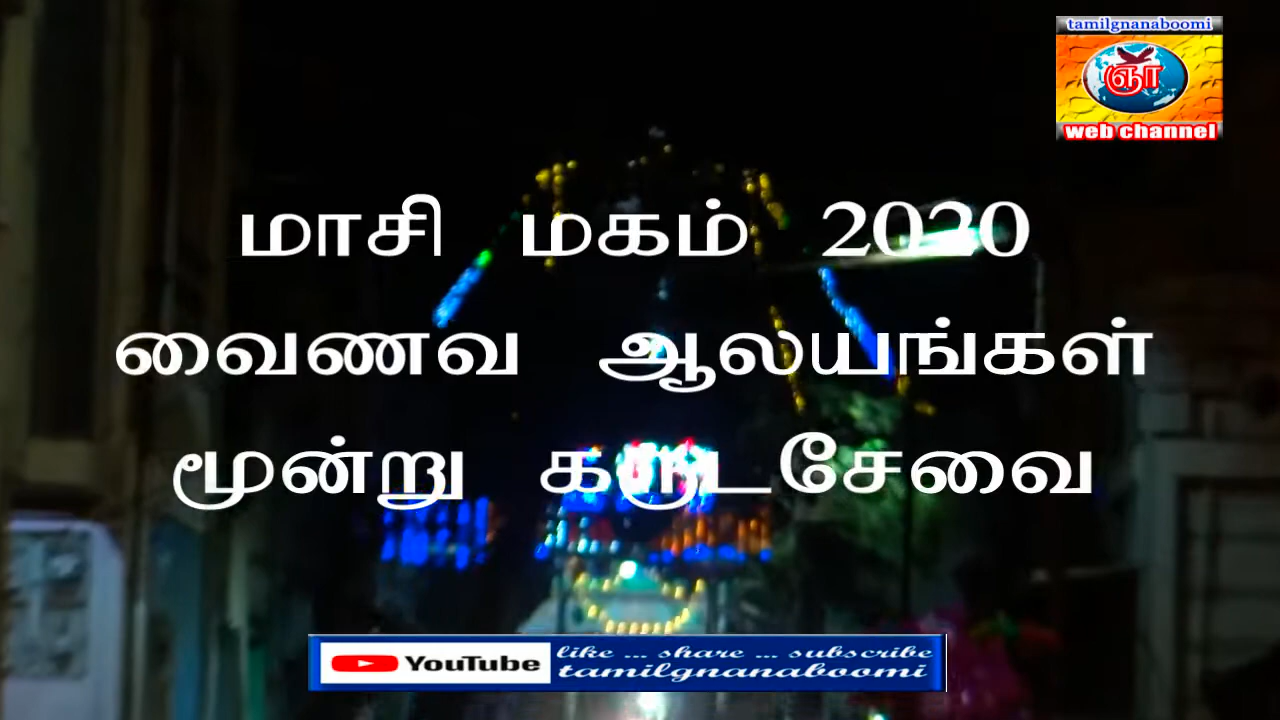 tamilgnanaboomi
ஞா
web channel
மாசி மகம் 2020
வைணவ ஆலயங்கள்
மூன்று கருடசேவை
YouTube
like ... share ... subscribe
tamilgnanaboomi